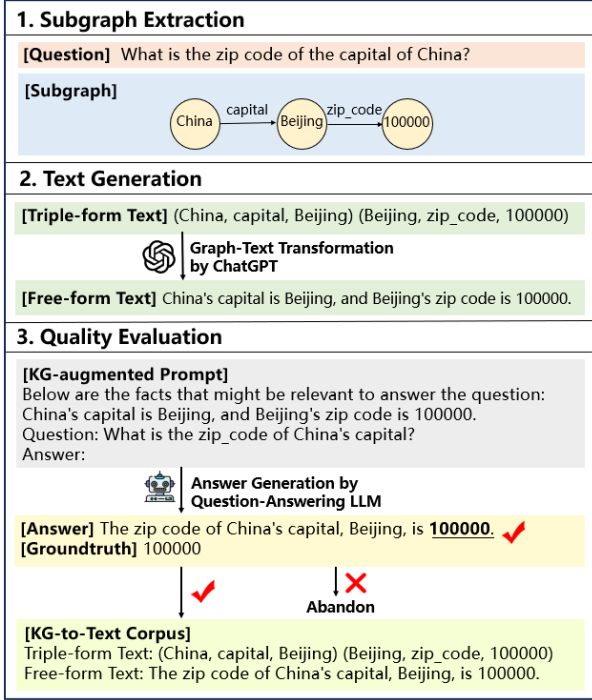 1. Subgraph Extraction
[Question] What is the zip code of the capital of China?
[Subgraph]
China capital Beijing zip_code 100000
2. Text Generation
[Triple-form Text] (China, capital, Beijing) (Beijing, zip_code, 100000)
Graph-Text Transformation
by ChatGPT
[Free-form Text] China's capital is Beijing, and Beijing's zip code is 100000.
3. Quality Evaluation
[KG-augmented Prompt]
Below are the facts that might be relevant to answer the question:
China's capital is Beijing, and Beijing's zip code is 100000.
Question: What is the zip_code of China's capital?
Answer:
Answer Generation by
Question-Answering LLM
[Answer] The zip code of China's capital, Beijing, is 100000.
[Groundtruth] 100000
Abandon
[KG-to-Text Corpus]
Triple-form Text: (China, capital, Beijing) (Beijing, zip_code, 100000)
Free-form Text: The zip code of China's capital, Beijing, is 100000.